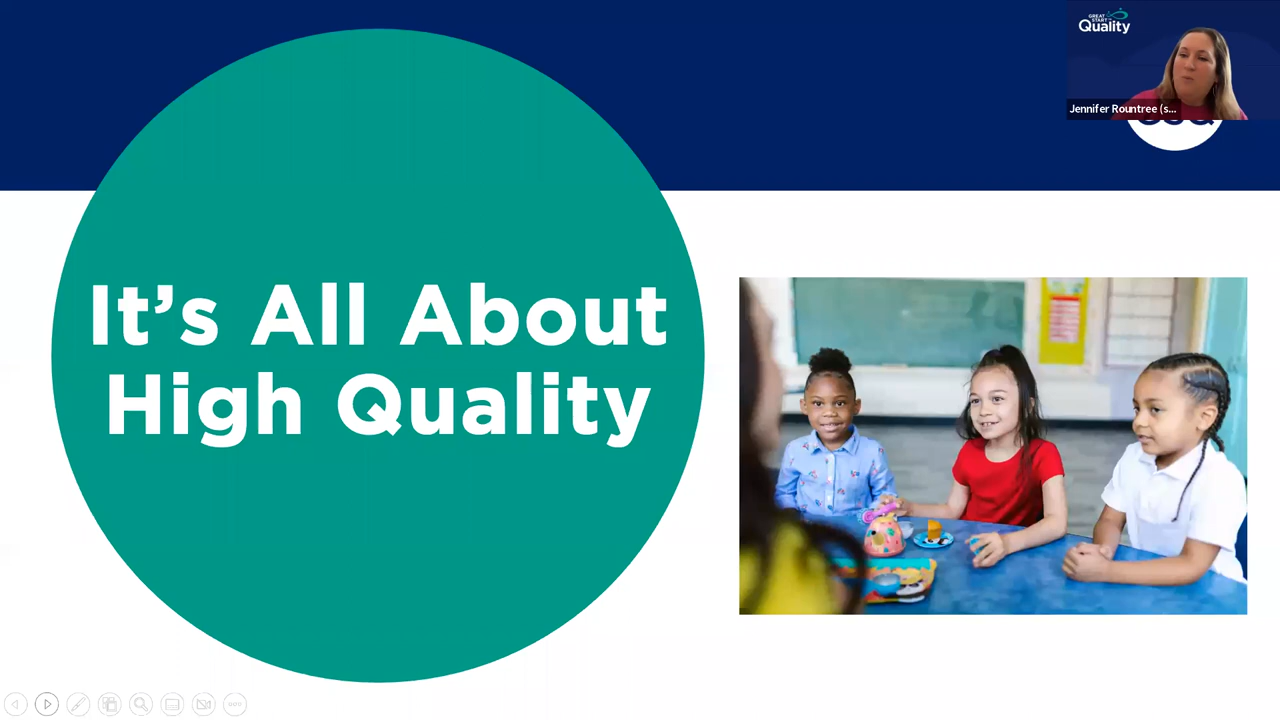 It's All About
High Quality
GREAT
START to
Quality
Jennifer Rountree (s...